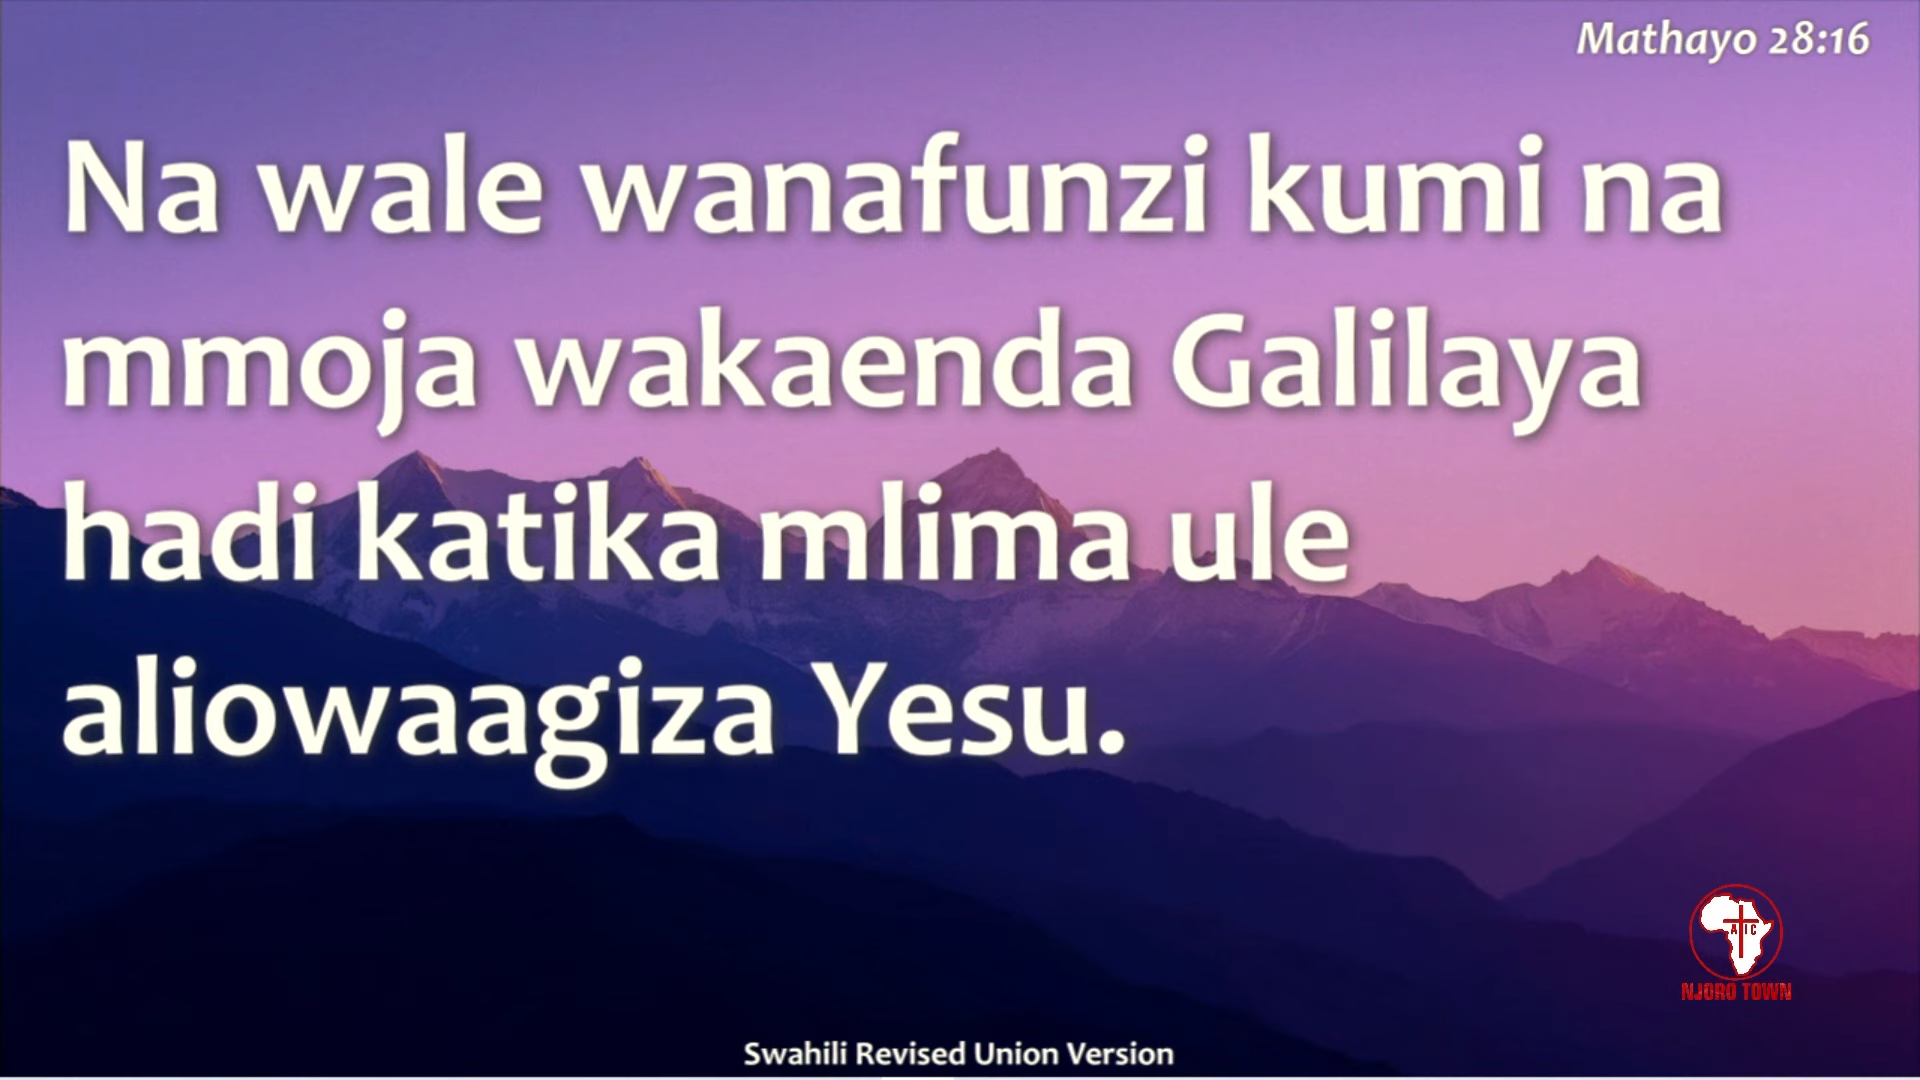 Mathayo 28:16
Na wale wanafunzi kumi na
mmoja wakaenda Galilaya
hadi katika mlima ule
aliowaagiza Yesu.
AIC
NJORO TOWN
Swahili Revised Union Version